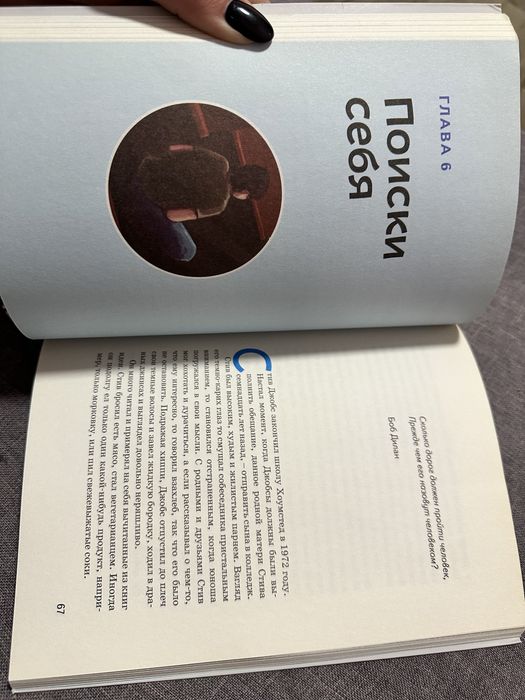 ГЛАВА 6
Поиски
себя
Сколько дорог должен пройти человек,
Прежде чем его назовут человеком?
Боб Дилан
Стив Джобс закончил школу Хоумстед в 1972 году.
Настал момент, когда Джобсы должны были вы-
полнить обещание, данное родной матери Стива
семнадцать лет назад, – отправить сына в колледж.
Стив был высоким, худым и жилистым парнем. Взгляд
его темно-карих глаз то смущал собеседника пристальным
вниманием, то становился отстраненным, когда юноша
погружался в свои мысли. С родными и друзьями Стив
мог хохотать и дурачиться, а если рассказывал о чем-то,
что ему интересно, то говорил взахлеб, так что его было
не остановить. Подражая хиппи, Джобс отпустил до плеч
свои темные волосы и завел жидкую бородку, ходил в дра-
ных джинсах и выглядел довольно неряшливо.
Он много читал и примерял на себя вычитанные из книг
идеи. Стив бросил есть мясо, стал вегетарианцем. Иногда
он подолгу ел только один какой-нибудь продукт, напри-
мер, только морковку, или пил свежевыжатые соки.
67